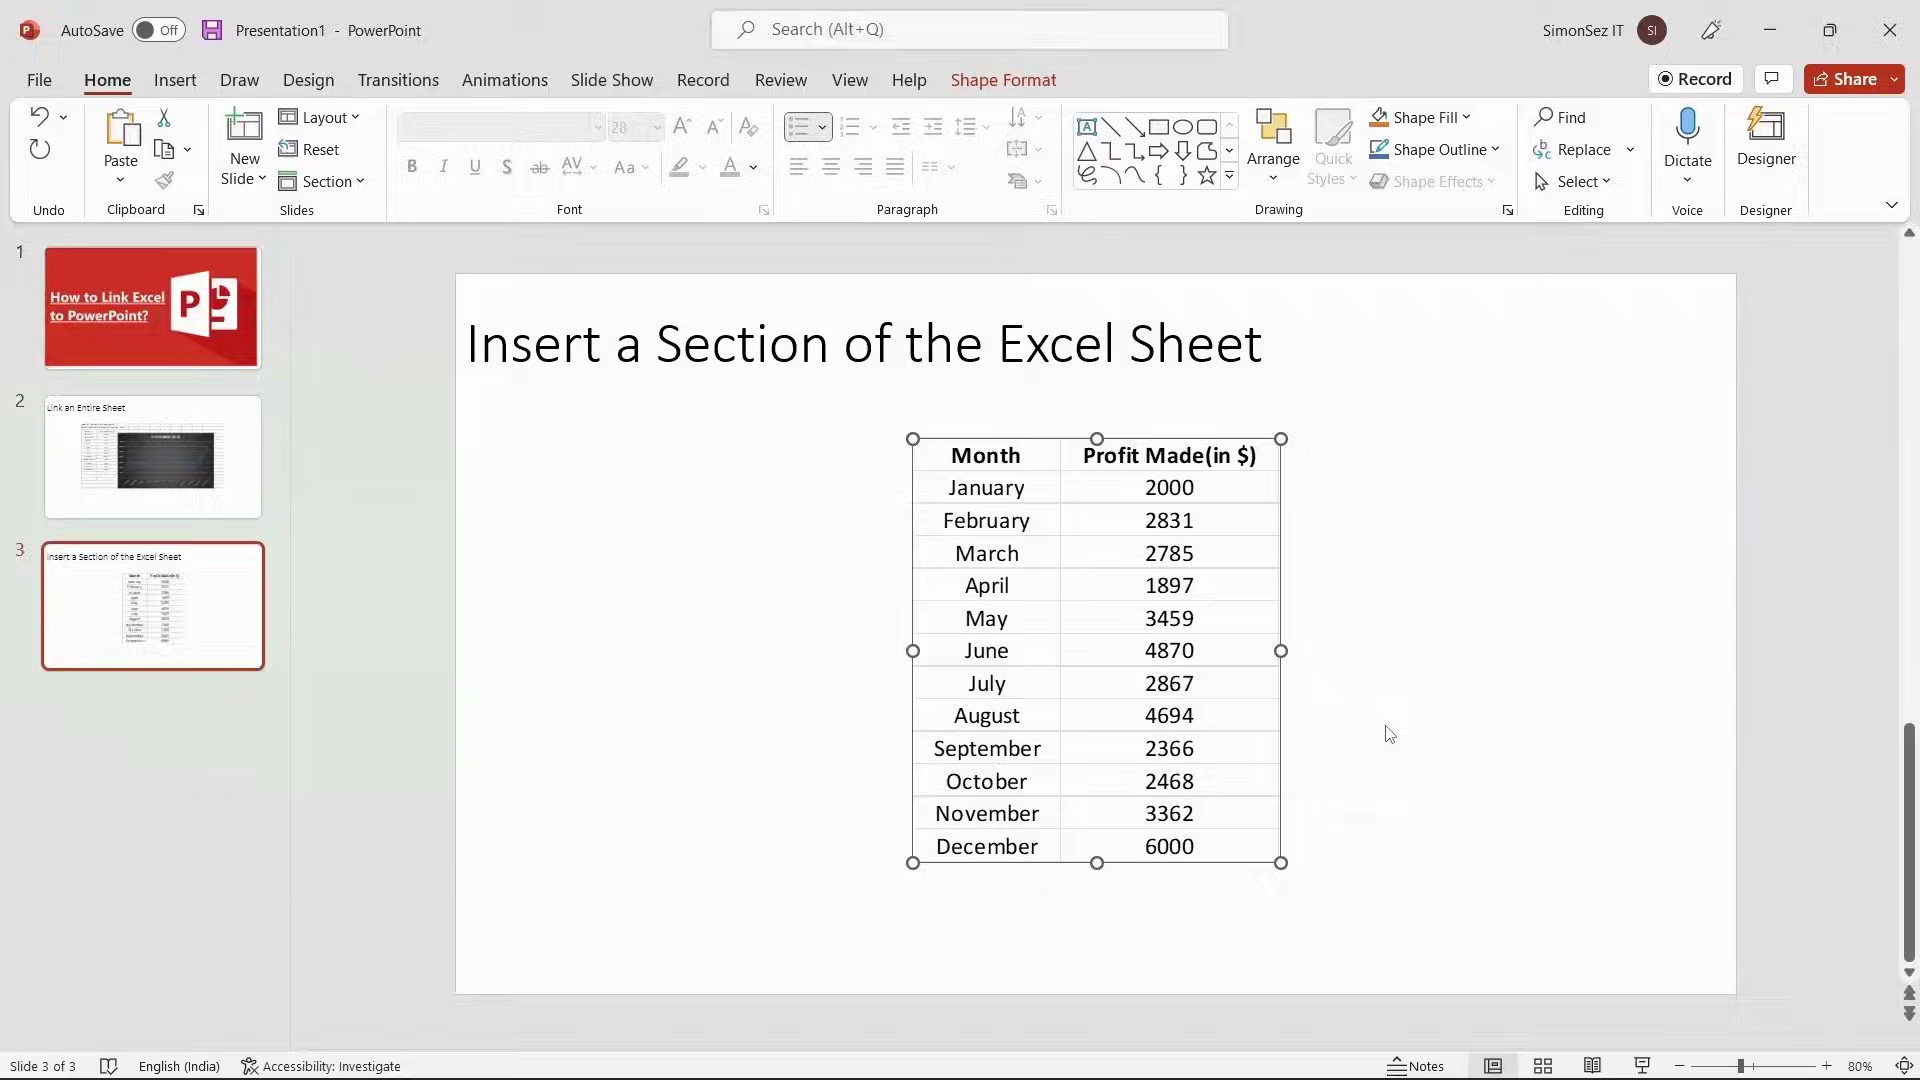 AutoSave Off Presentation1 - PowerPoint Search (Alt+Q) SimonSez IT SI
File Home Insert Draw Design Transitions Animations Slide Show Record Review View Help Shape Format Record Share
Paste
New Slide
Layout
Reset
Section
28
B I U S ab AV Aa A
Arrange
Quick Styles
Shape Fill
Shape Outline
Shape Effects
Find
Replace
Select
Dictate
Designer
Undo Clipboard Slides Font Paragraph Drawing Editing Voice Designer
1
How to Link Excel
to PowerPoint?
2
Link an Entire Sheet
3
Insert a Section of the Excel Sheet
Insert a Section of the Excel Sheet
Month Profit Made(in $)
January 2000
February 2831
March 2785
April 1897
May 3459
June 4870
July 2867
August 4694
September 2366
October 2468
November 3362
December 6000
Slide 3 of 3 English (India) Accessibility: Investigate Notes 80%